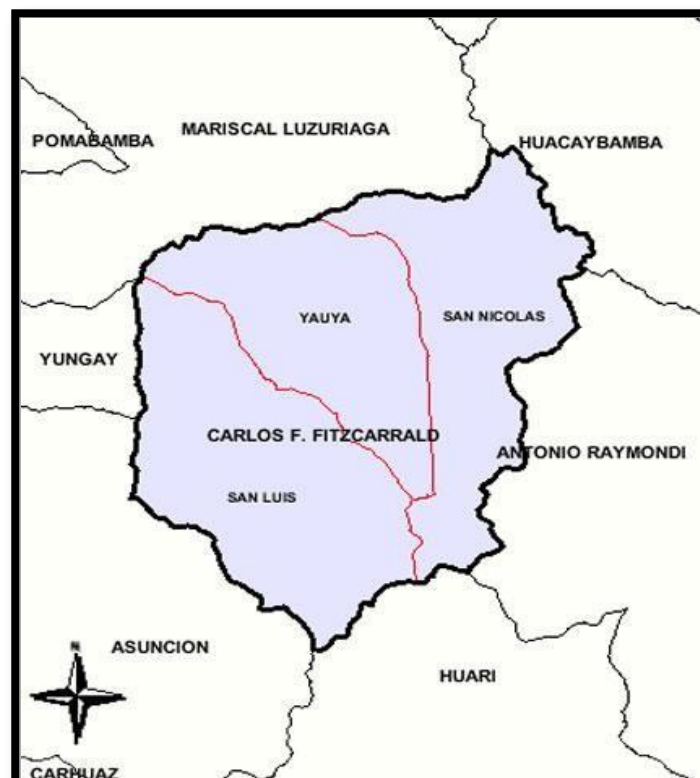 MARISCAL LUZURIAGA
POMABAMBA
HUACAYBAMBA
YAUYA
SAN NICOLAS
YUNGAY
CARLOS F. FITZCARRALD
ANTONIO RAYMONDI
SAN LUIS
ASUNCION
N
HUARI
CARHUAZ